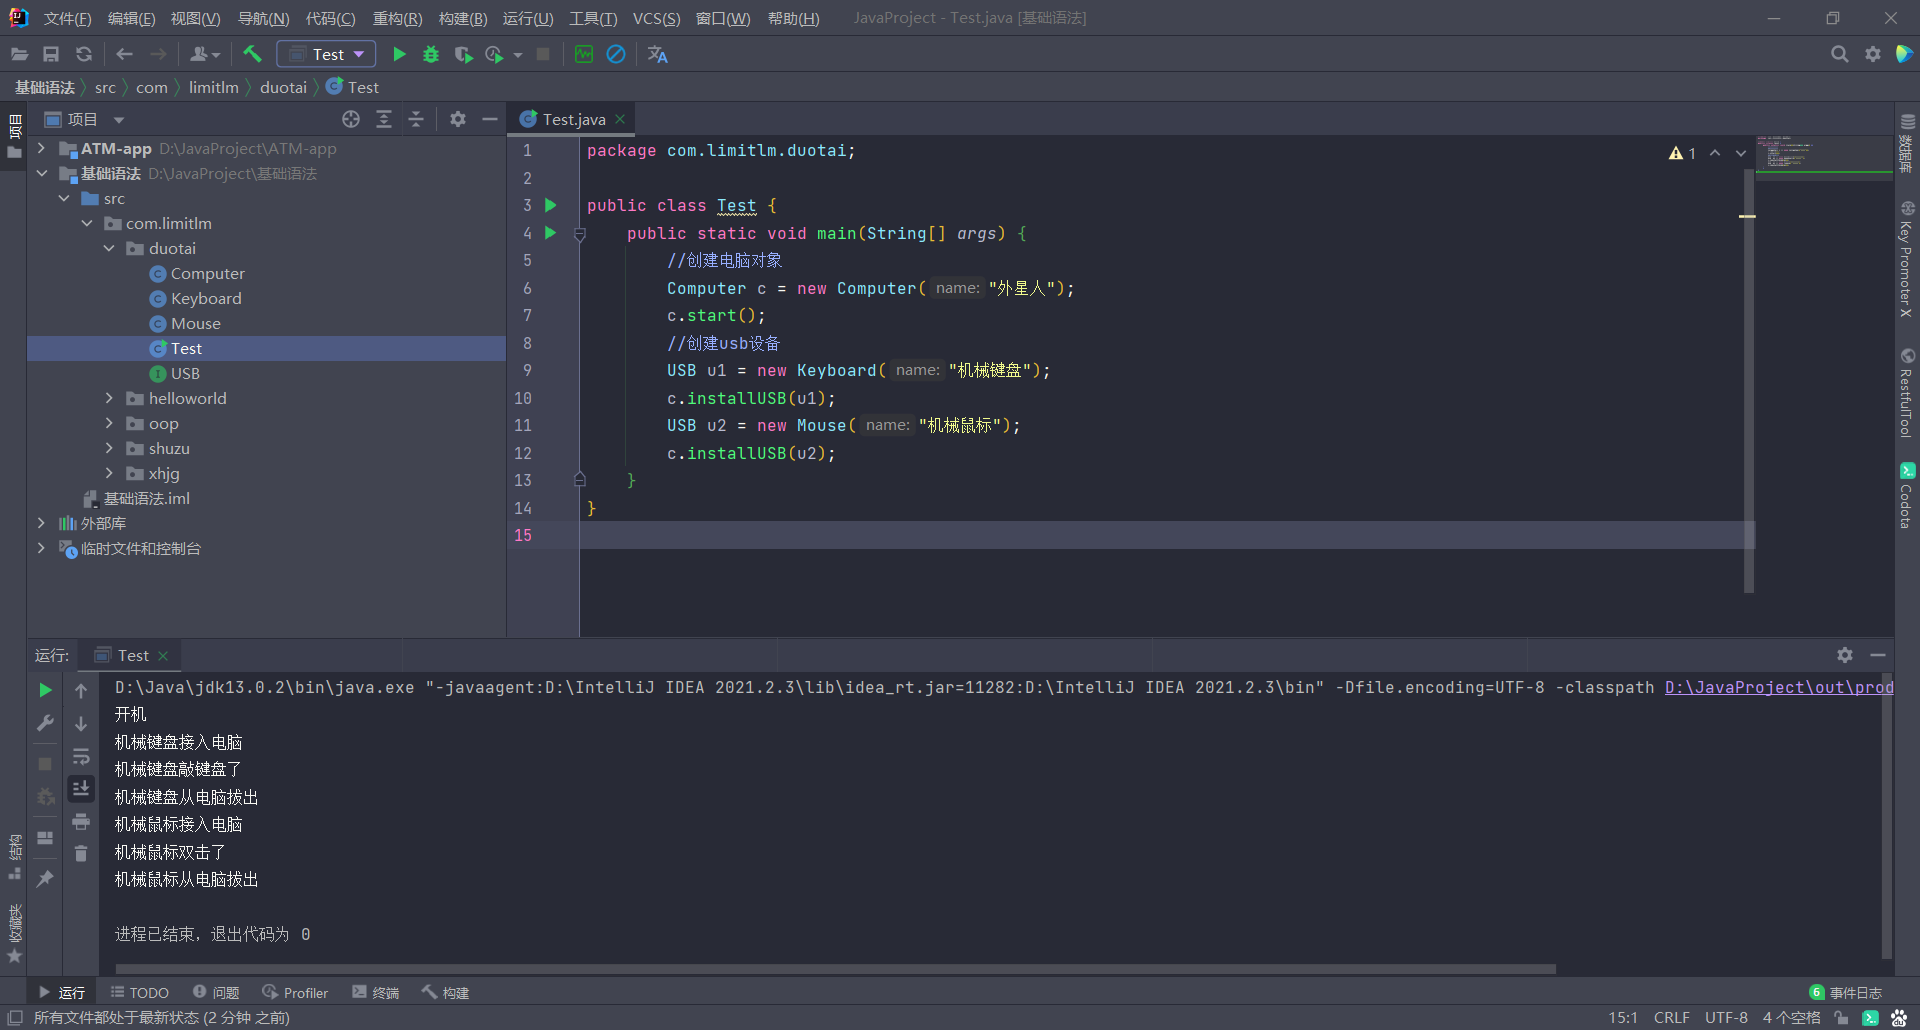 文件(F) 编辑(E) 视图(V) 导航(N) 代码(C) 重构(R) 构建(B) 运行(U) 工具(T) VCS(S) 窗口(W) 帮助(H) JavaProject - Test.java [基础语法]
Test
基础语法 src com limitlm duotai Test
项目
项目
ATM-app D:\JavaProject\ATM-app
基础语法 D:\JavaProject\基础语法
src
com.limitlm
duotai
Computer
Keyboard
Mouse
Test
USB
helloworld
oop
shuzu
xhjg
基础语法.iml
外部库
临时文件和控制台
结构
收藏夹
Test.java
1
1 package com.limitlm.duotai;
2
3 public class Test {
4 public static void main(String[] args) {
5 //创建电脑对象
6 Computer c = new Computer( name: "外星人");
7 c.start();
8 //创建usb设备
9 USB u1 = new Keyboard( name: "机械键盘");
10 c.installUSB(u1);
11 USB u2 = new Mouse( name: "机械鼠标");
12 c.installUSB(u2);
13 }
14 }
15
数据库
Key Promoter X
RestfulTool
Codota
运行: Test
D:\Java\jdk13.0.2\bin\java.exe "-javaagent:D:\IntelliJ IDEA 2021.2.3\lib\idea_rt.jar=11282:D:\IntelliJ IDEA 2021.2.3\bin" -Dfile.encoding=UTF-8 -classpath D:\JavaProject\out\prod
开机
机械键盘接入电脑
机械键盘敲键盘了
机械键盘从电脑拔出
机械鼠标接入电脑
机械鼠标双击了
机械鼠标从电脑拔出
进程已结束，退出代码为 0
运行 TODO 问题 Profiler 终端 构建 6 事件日志
所有文件都处于最新状态 (2 分钟 之前) 15:1 CRLF UTF-8 4 个空格